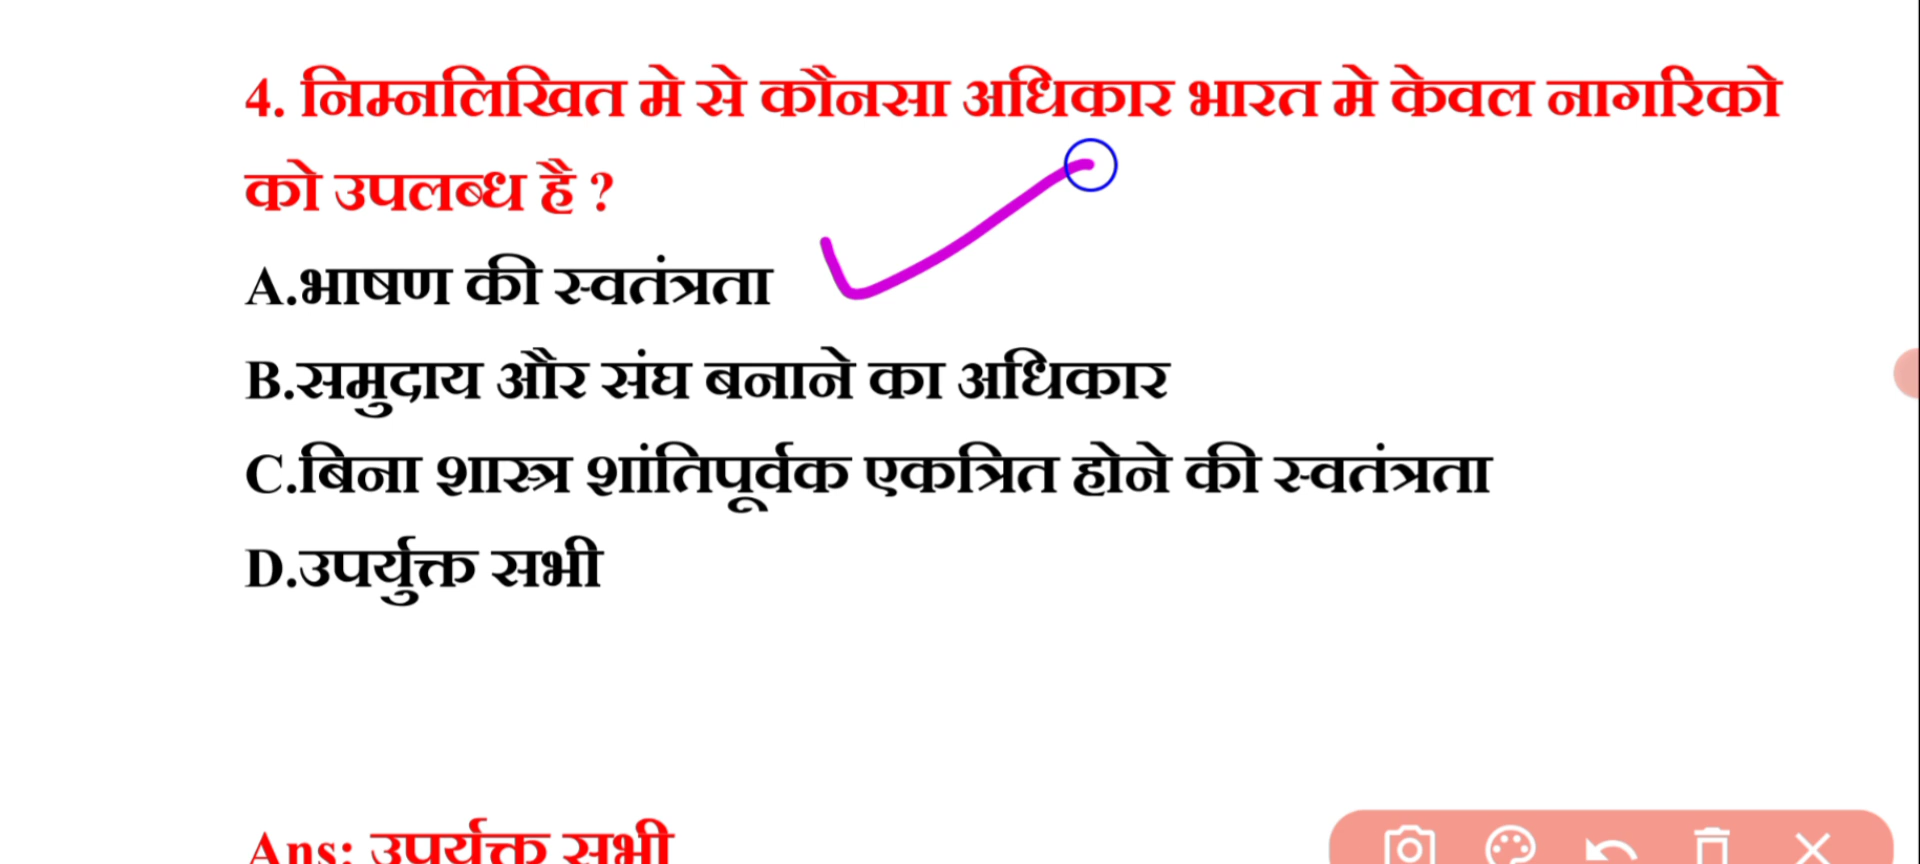 4. निम्नलिखित मे से कौनसा अधिकार भारत मे केवल नागरिको
को उपलब्ध है ?
A.भाषण की स्वतंत्रता
B.समुदाय और संघ बनाने का अधिकार
C.बिना शास्त्र शांतिपूर्वक एकत्रित होने की स्वतंत्रता
D.उपर्युक्त सभी
Ans: उपर्युक्त सभी